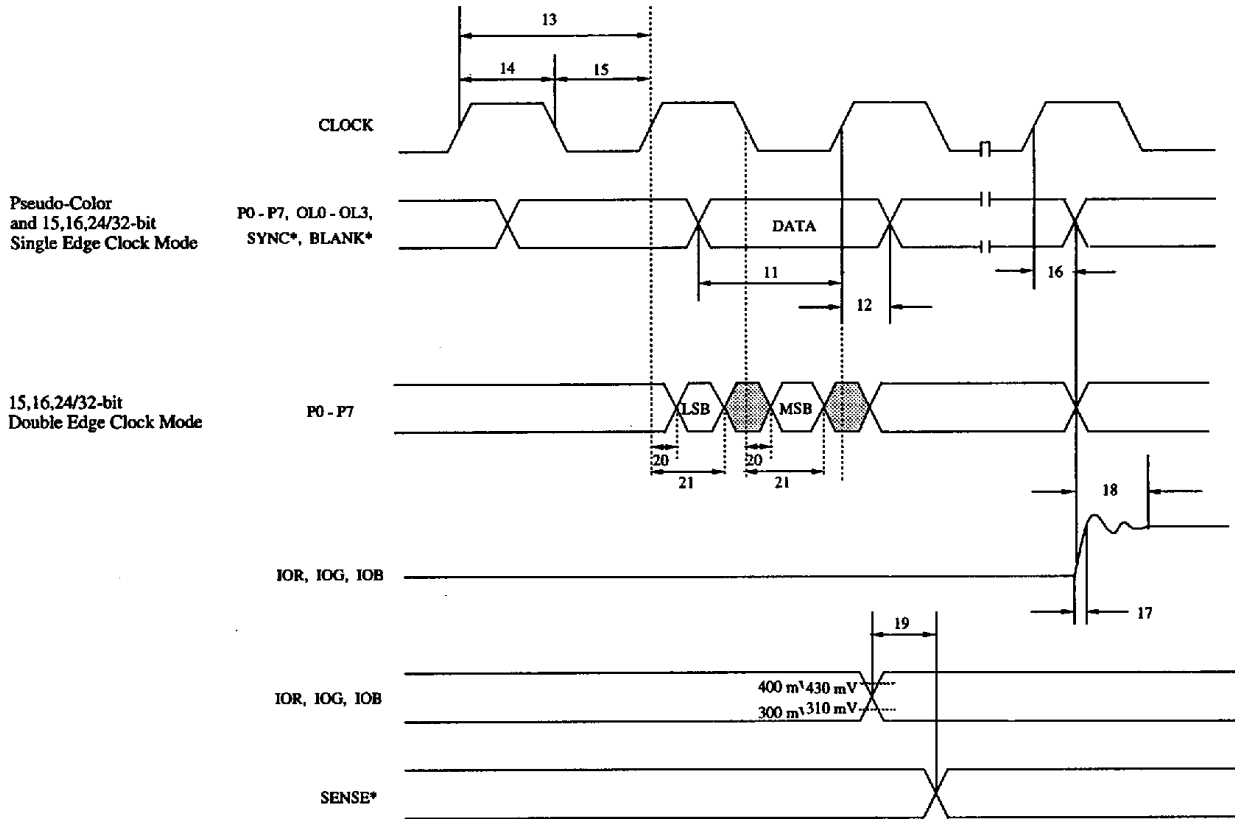 13
14 15
CLOCK
Pseudo-Color
and 15,16,24/32-bit
Single Edge Clock Mode
P0 - P7, OL0 - OL3,
SYNC*, BLANK*
DATA
11
12
16
15,16,24/32-bit
Double Edge Clock Mode
P0 - P7
LSB
MSB
20
20
21
21
18
IOR, IOG, IOB
17
19
IOR, IOG, IOB
400 m 430 mV
300 m 310 mV
SENSE*